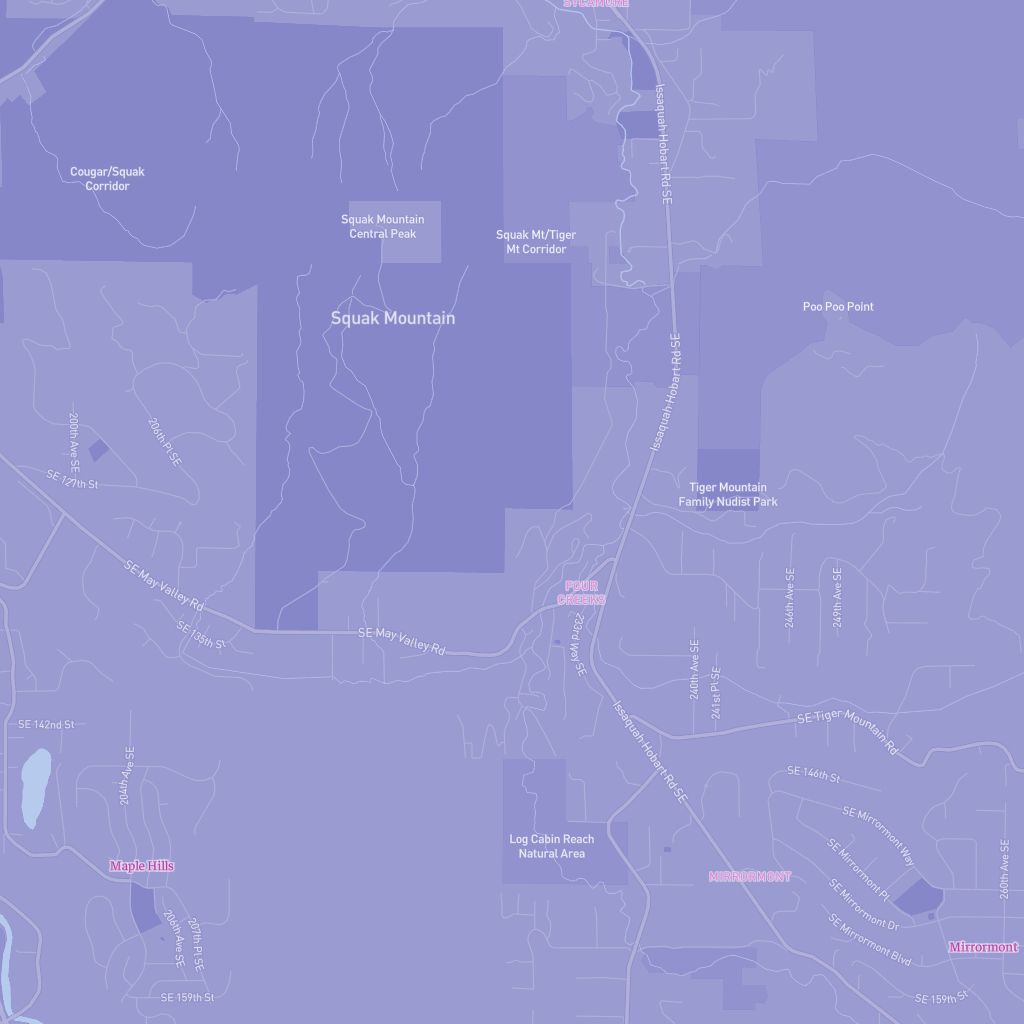 SYCAMORE
Issaquah Hobart Rd SE
Cougar/Squak
Corridor
Squak Mountain
Central Peak
Squak Mt/Tiger
Mt Corridor
Poo Poo Point
Squak Mountain
Issaquah Hobart Rd SE
200th Ave SE
206th Pl SE
SE 127th St
Tiger Mountain
Family Nudist Park
SE May Valley Rd
FOUR
CREEKS
246th Ave SE
249th Ave SE
SE 135th St
SE May Valley Rd
233rd Way SE
240th Ave SE
241st Pl SE
SE 142nd St
Issaquah Hobart Rd SE
SE Tiger Mountain Rd
204th Ave SE
SE 146th St
SE Mirrormont Way
Log Cabin Reach
Natural Area
SE Mirrormont Pl
260th Ave SE
Maple Hills
MIRRORMONT
SE Mirrormont Dr
206th Ave SE
207th Pl SE
SE Mirrormont Blvd
Mirrormont
SE 159th St
SE 159th St